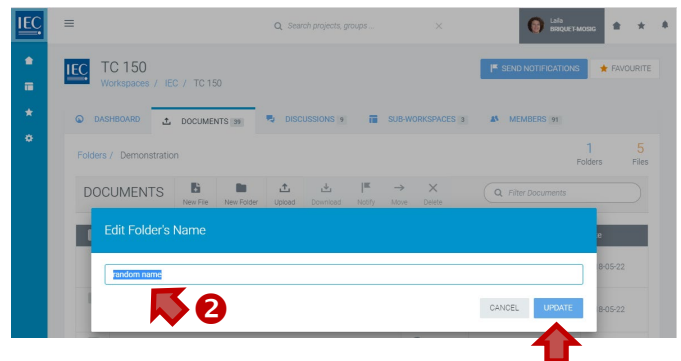 IEC
Search projects, groups ...
Laila
BRIQUET-MOSIG
IEC
TC 150
Workspaces / IEC / TC 150
SEND NOTIFICATIONS
FAVOURITE
DASHBOARD
DOCUMENTS 39
DISCUSSIONS 9
SUB-WORKSPACES 3
MEMBERS 91
Folders / Demonstration
1
Folders
5
Files
DOCUMENTS
New File
New Folder
Upload
Download
Notify
Move
Delete
Filter Documents
Edit Folder's Name
random name
2
CANCEL
UPDATE
8-05-22
8-05-22